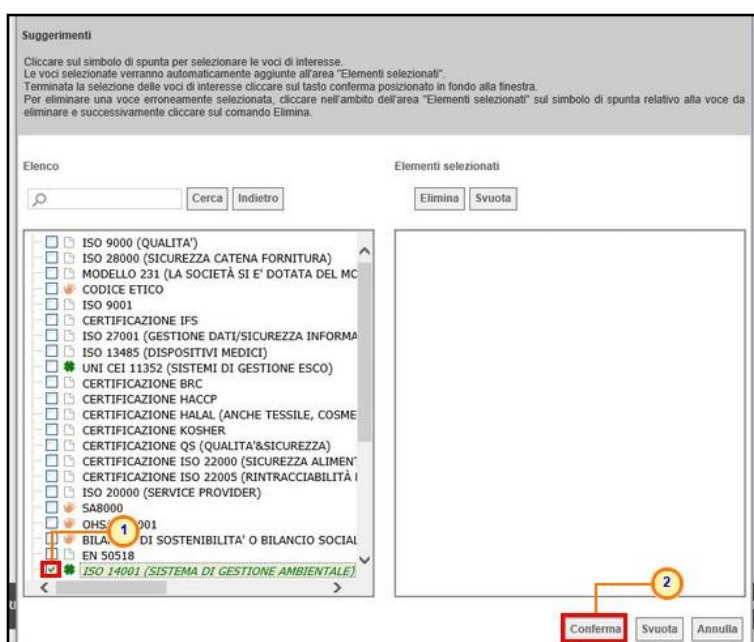 Suggerimenti
Cliccare sul simbolo di spunta per selezionare le voci di interesse.
Le voci selezionate verranno automaticamente aggiunte all'area "Elementi selezionati".
Terminata la selezione delle voci di interesse cliccare sul tasto conferma posizionato in fondo alla finestra.
Per eliminare una voce erroneamente selezionata, cliccare nell'ambito dell'area "Elementi selezionati" sul simbolo di spunta relativo alla voce da
eliminare e successivamente cliccare sul comando Elimina.
Elenco
Elementi selezionati
Cerca Indietro
Elimina Svuota
ISO 9000 (QUALITA')
ISO 28000 (SICUREZZA CATENA FORNITURA)
MODELLO 231 (LA SOCIETÀ SI E' DOTATA DEL MC
CODICE ETICO
ISO 9001
CERTIFICAZIONE IFS
ISO 27001 (GESTIONE DATI/SICUREZZA INFORMA
ISO 13485 (DISPOSITIVI MEDICI)
UNI CEI 11352 (SISTEMI DI GESTIONE ESCO)
CERTIFICAZIONE BRC
CERTIFICAZIONE HACCP
CERTIFICAZIONE HALAL (ANCHE TESSILE, COSME
CERTIFICAZIONE KOSHER
CERTIFICAZIONE QS (QUALITA'&SICUREZZA)
CERTIFICAZIONE ISO 22000 (SICUREZZA ALIMEN
CERTIFICAZIONE ISO 22005 (RINTRACCIABILITÀ
ISO 20000 (SERVICE PROVIDER)
SA8000
1
001
DI SOSTENIBILITA' O BILANCIO SOCIAL
EN 50518
ISO 14001 (SISTEMA DI GESTIONE AMBIENTALE)
2
Conferma Svuota Annulla